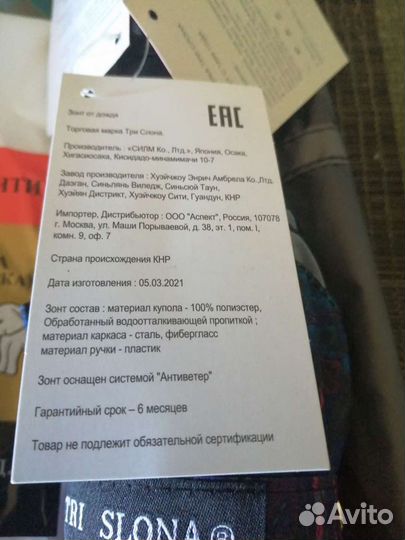 Зонт от дождя
EAC
Торговая марка Три Слона.
Производитель : «СИЛМ Ко., Лтд.», Япония, Осака,
Хигасиосака, Кисидадо-минамимачи 10-7
Завод производителя : Хуэйчжоу Энрич Амбрела Ко.,Лтд.
Даэган, Синьлянь Виледж, Синьсюй Таун,
Хуэйян Дистрикт, Хуэйчжоу Сити, Гуандун, КНР
Импортер, Дистрибьютор : ООО "Аспект", Россия, 107078
г. Москва, ул. Маши Порываевой, д. 38, эт. 1, пом. I,
комн. 9, оф. 7
Страна происхождения КНР
Дата изготовления : 05.03.2021
Зонт состав : материал купола - 100% полиэстер,
Обработанный водоотталкивающей пропиткой ;
материал каркаса - сталь, фибергласс
материал ручки - пластик
Зонт оснащен системой "Антиветер"
Гарантийный срок – 6 месяцев
Товар не подлежит обязательной сертификации
TRI SLONA®
Avito